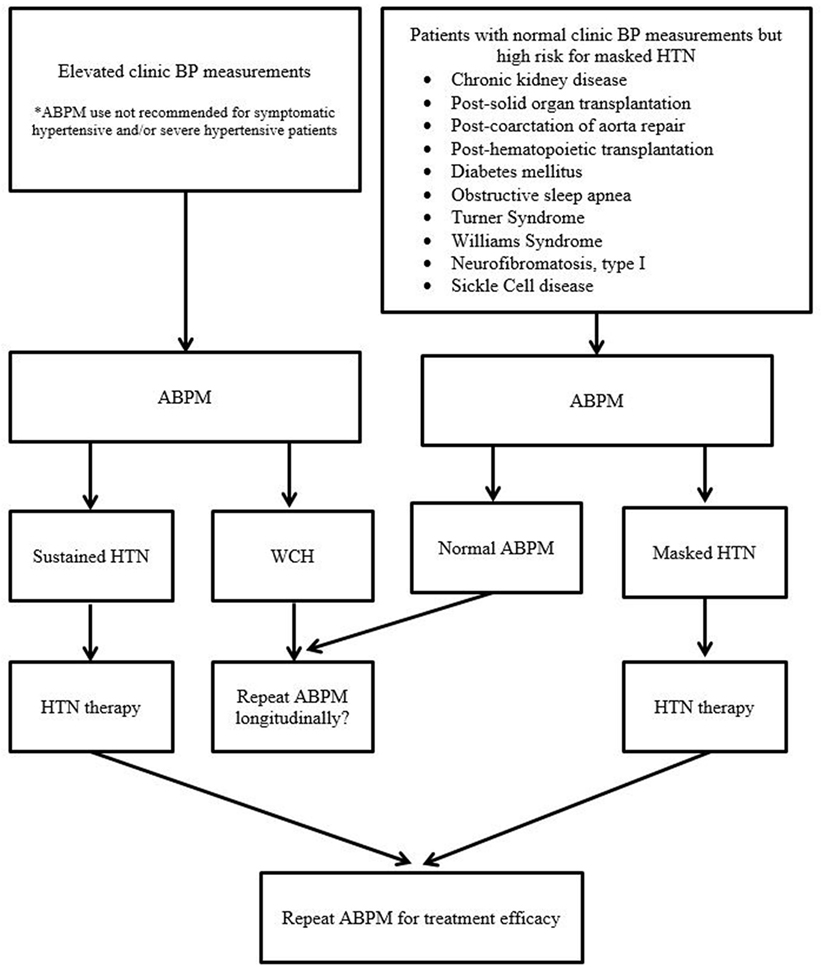 Elevated clinic BP measurements
*ABPM use not recommended for symptomatic
hypertensive and/or severe hypertensive patients
Patients with normal clinic BP measurements but
high risk for masked HTN
• Chronic kidney disease
• Post-solid organ transplantation
• Post-coarctation of aorta repair
• Post-hematopoietic transplantation
• Diabetes mellitus
• Obstructive sleep apnea
• Turner Syndrome
• Williams Syndrome
• Neurofibromatosis, type I
• Sickle Cell disease
ABPM
ABPM
Sustained HTN
WCH
Normal ABPM
Masked HTN
HTN therapy
Repeat ABPM
longitudinally?
HTN therapy
Repeat ABPM for treatment efficacy